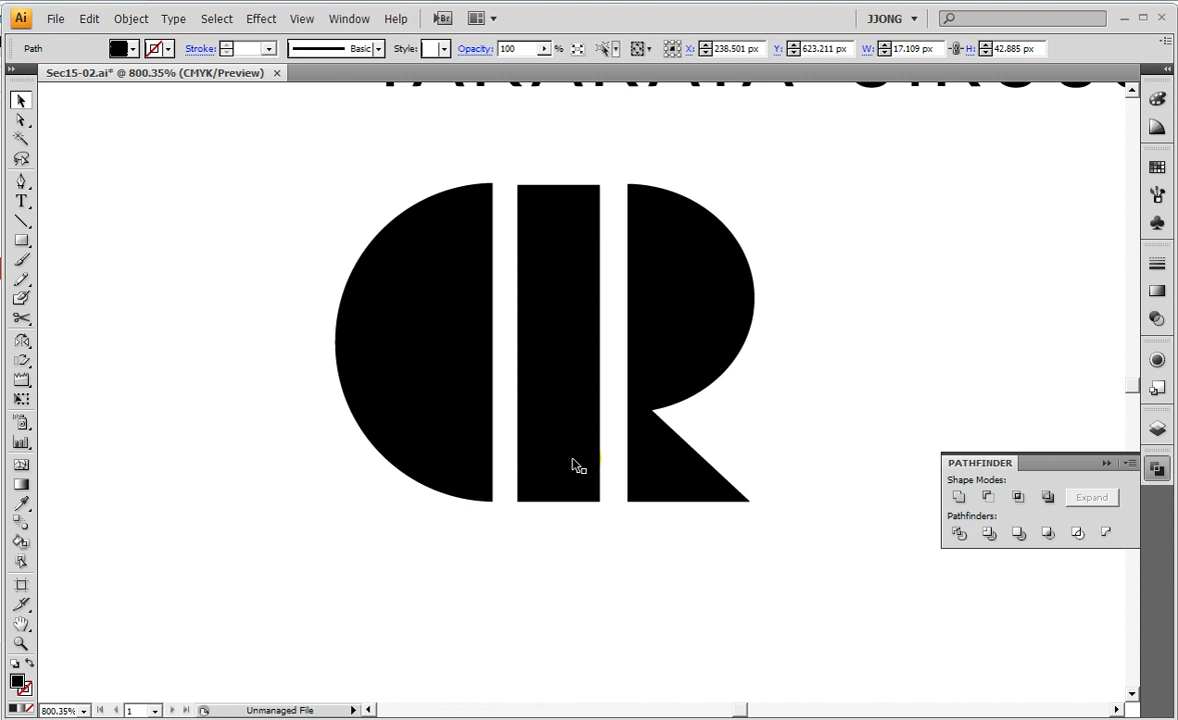 Ai File Edit Object Type Select Effect View Window Help Br JJONG
Path Stroke: Basic Style: Opacity: 100 % X: 238.501 px Y: 623.211 px W: 17.109 px H: 42.885 px
Sec15-02.ai* @ 800.35% (CMYK/Preview)
PATHFINDER
Shape Modes:
Expand
Pathfinders:
800.35% 1 Unmanaged File